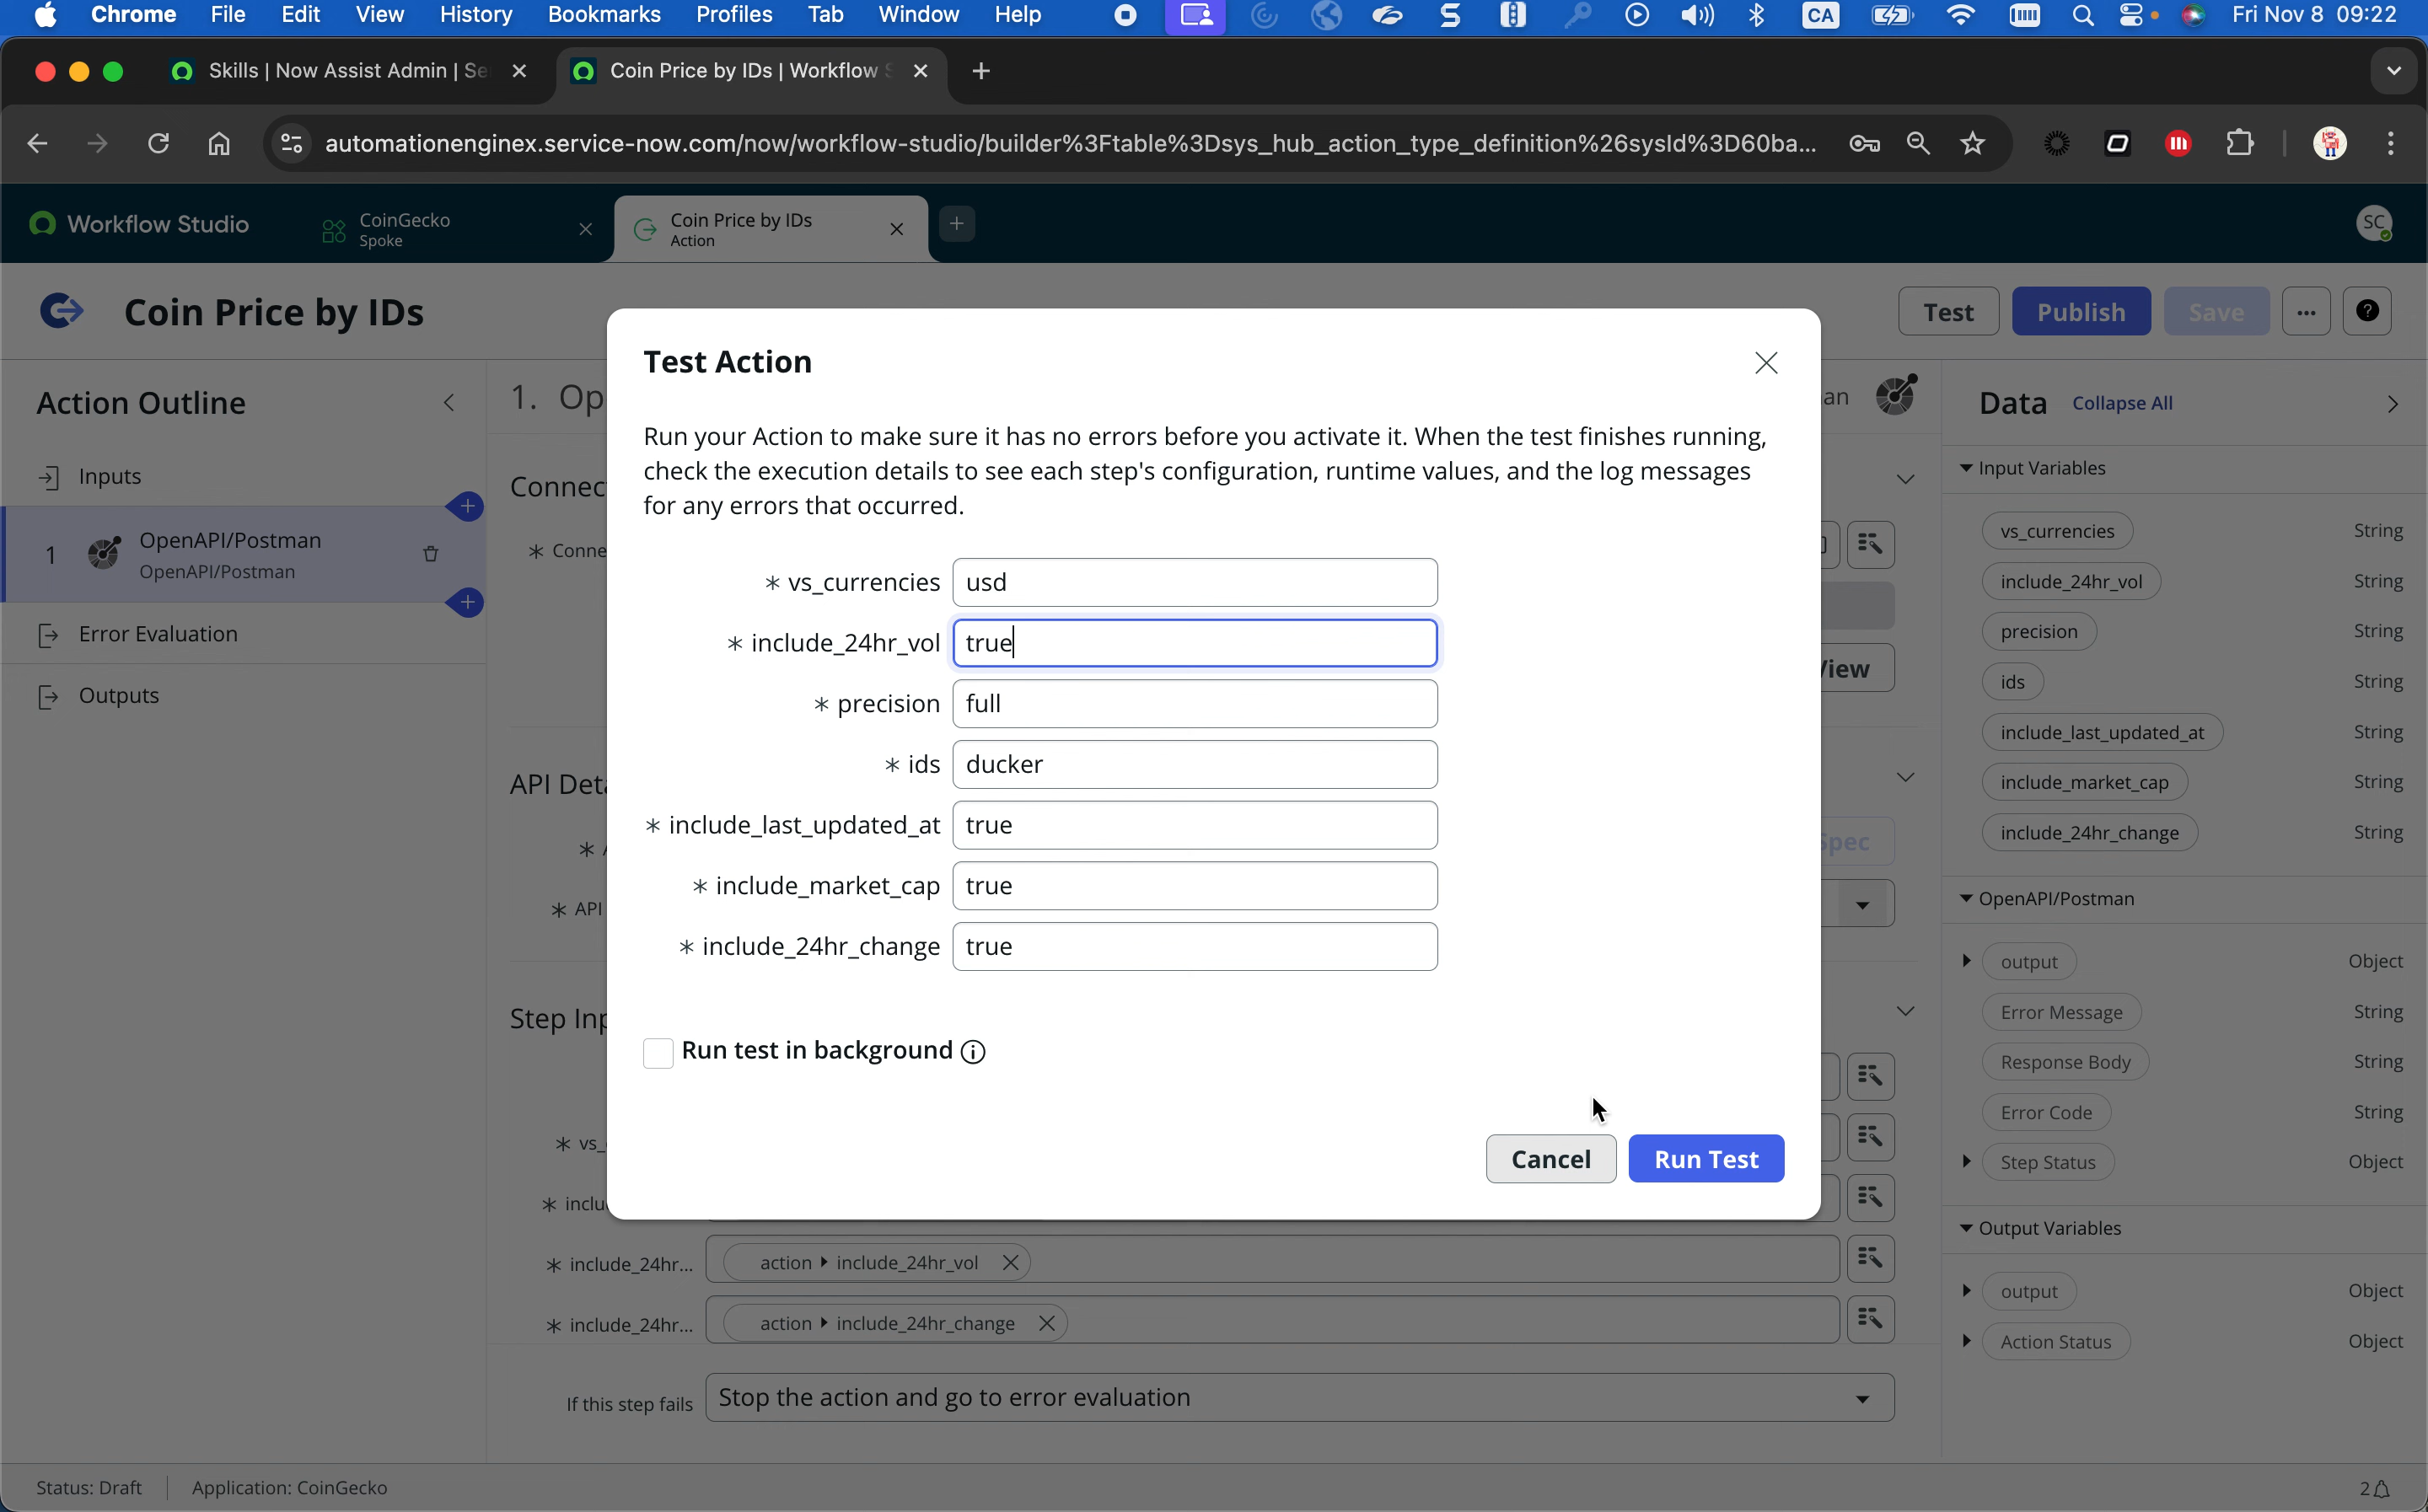 Chrome File Edit View History Bookmarks Profiles Tab Window Help CA Fri Nov 8 09:22
Skills | Now Assist Admin | Se
Coin Price by IDs | Workflow S
automationenginex.service-now.com/now/workflow-studio/builder%3Ftable%3Dsys_hub_action_type_definition%26sysId%3D60ba...
Workflow Studio
CoinGecko
Spoke
Coin Price by IDs
Action
SC
Coin Price by IDs
Test
Publish
Save
Action Outline
Inputs
1
OpenAPI/Postman
OpenAPI/Postman
Error Evaluation
Outputs
1. Op
an
Connec
* Conne
View
API Deta
Spec
* API
Step Inp
* vs_
* inclu
* include_24hr...
action ▸ include_24hr_vol
* include_24hr...
action ▸ include_24hr_change
If this step fails
Stop the action and go to error evaluation
Test Action
Run your Action to make sure it has no errors before you activate it. When the test finishes running,
check the execution details to see each step's configuration, runtime values, and the log messages
for any errors that occurred.
* vs_currencies usd
* include_24hr_vol true
* precision full
* ids ducker
* include_last_updated_at true
* include_market_cap true
* include_24hr_change true
Run test in background
Cancel
Run Test
Data Collapse All
Input Variables
vs_currencies String
include_24hr_vol String
precision String
ids String
include_last_updated_at String
include_market_cap String
include_24hr_change String
OpenAPI/Postman
output Object
Error Message String
Response Body String
Error Code String
Step Status Object
Output Variables
output Object
Action Status Object
Status: Draft
Application: CoinGecko
2